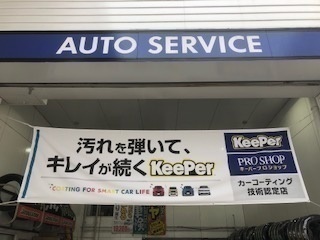 AUTO SERVICE
汚れを弾いて、
キレイが続くKeePer
COATING FOR SMART CAR LIFE
KeePer
PRO SHOP
キーパープロショップ
カーコーティング
技術認定店